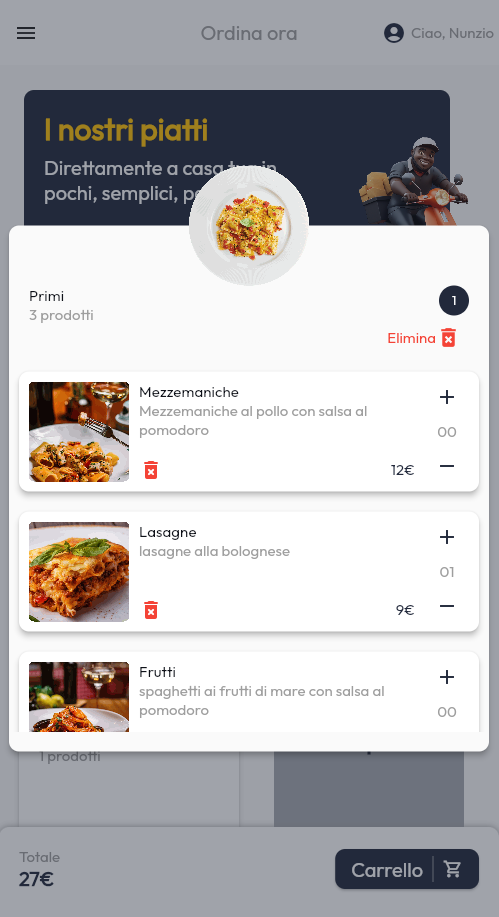 Ordina ora
Ciao, Nunzio
I nostri piatti
Direttamente a casa tua in
pochi, semplici,
Primi
1
3 prodotti
Elimina
Mezzemaniche
Mezzemaniche al pollo con salsa al
pomodoro
00
12€
Lasagne
lasagne alla bolognese
01
9€
Frutti
spaghetti ai frutti di mare con salsa al
pomodoro
00
1 prodotti
Totale
27€
Carrello